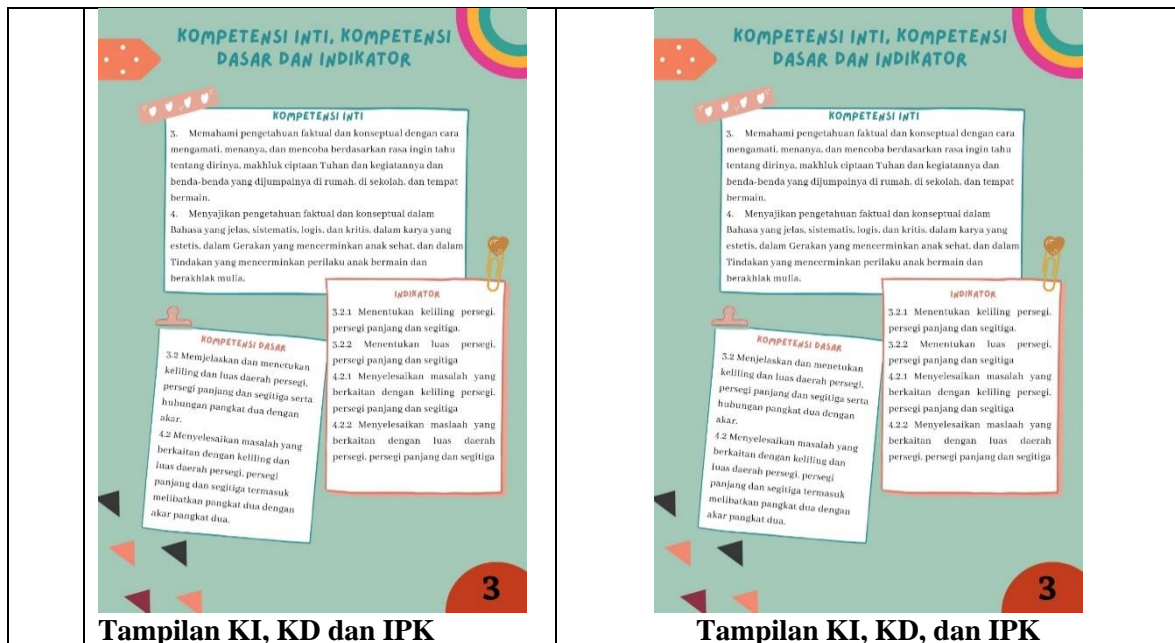 KOMPETENSI INTI, KOMPETENSI
DASAR DAN INDIKATOR
KOMPETENSI INTI
3. Memahami pengetahuan faktual dan konseptual dengan cara
mengamati, menanya, dan mencoba berdasarkan rasa ingin tahu
tentang dirinya, makhluk ciptaan Tuhan dan kegiatannya dan
benda-benda yang dijumpainya di rumah, di sekolah, dan tempat
bermain.
4. Menyajikan pengetahuan faktual dan konseptual dalam
Bahasa yang jelas, sistematis, logis, dan kritis, dalam karya yang
estetis, dalam Gerakan yang mencerminkan anak sehat, dan dalam
Tindakan yang mencerminkan perilaku anak bermain dan
berakhlak mulia.
KOMPETENSI DASAR
3.2 Memjelaskan dan menetukan
keliling dan luas daerah persegi,
persegi panjang dan segitiga serta
hubungan pangkat dua dengan
akar.
4.2 Menyelesaikan masalah yang
berkaitan dengan keliling dan
luas daerah persegi, persegi
panjang dan segitiga termasuk
melibatkan pangkat dua dengan
akar pangkat dua.
INDIKATOR
3.2.1 Menentukan keliling persegi,
persegi panjang dan segitiga.
3.2.2 Menentukan luas persegi,
persegi panjang dan segitiga
4.2.1 Menyelesaikan masalah yang
berkaitan dengan keliling persegi,
persegi panjang dan segitiga
4.2.2 Menyelesaikan maslaah yang
berkaitan dengan luas daerah
persegi, persegi panjang dan segitiga
3
Tampilan KI, KD dan IPK
KOMPETENSI INTI, KOMPETENSI
DASAR DAN INDIKATOR
KOMPETENSI INTI
3. Memahami pengetahuan faktual dan konseptual dengan cara
mengamati, menanya, dan mencoba berdasarkan rasa ingin tahu
tentang dirinya, makhluk ciptaan Tuhan dan kegiatannya dan
benda-benda yang dijumpainya di rumah, di sekolah, dan tempat
bermain.
4. Menyajikan pengetahuan faktual dan konseptual dalam
Bahasa yang jelas, sistematis, logis, dan kritis, dalam karya yang
estetis, dalam Gerakan yang mencerminkan anak sehat, dan dalam
Tindakan yang mencerminkan perilaku anak bermain dan
berakhlak mulia.
KOMPETENSI DASAR
3.2 Menjelaskan dan menetukan
keliling dan luas daerah persegi,
persegi panjang dan segitiga serta
hubungan pangkat dua dengan
akar.
4.2 Menyelesaikan masalah yang
berkaitan dengan keliling dan
luas daerah persegi, persegi
panjang dan segitiga termasuk
melibatkan pangkat dua dengan
akar pangkat dua.
INDIKATOR
3.2.1 Menentukan keliling persegi,
persegi panjang dan segitiga.
3.2.2 Menentukan luas persegi,
persegi panjang dan segitiga
4.2.1 Menyelesaikan masalah yang
berkaitan dengan keliling persegi,
persegi panjang dan segitiga
4.2.2 Menyelesaikan maslaah yang
berkaitan dengan luas daerah
persegi, persegi panjang dan segitiga
3
Tampilan KI, KD, dan IPK